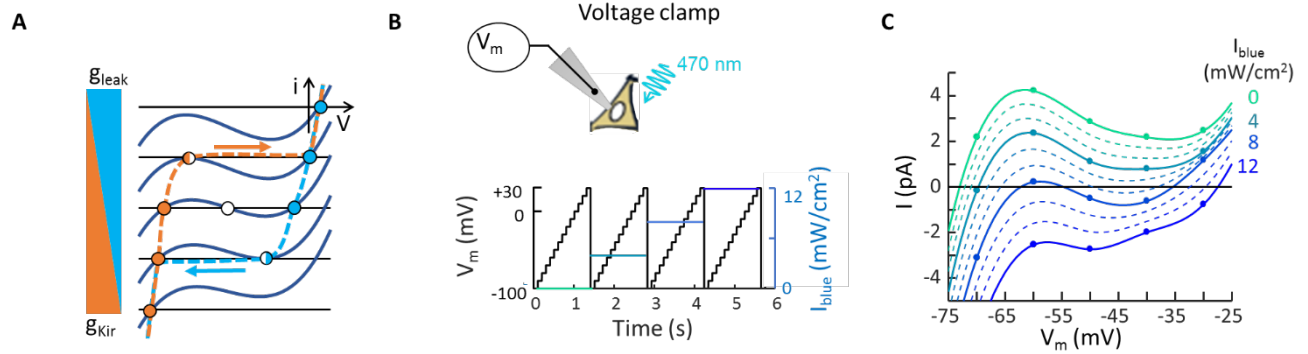 A
g_leak
g_Kir
i
V
B
Voltage clamp
V_m
470 nm
V_m (mV)
+30
0
-100
0 1 2 3 4 5 6
Time (s)
12
0
I_blue (mW/cm²)
C
I_blue
(mW/cm²)
0
4
8
12
I (pA)
4
2
0
-2
-4
-75 -65 -55 -45 -35 -25
V_m (mV)